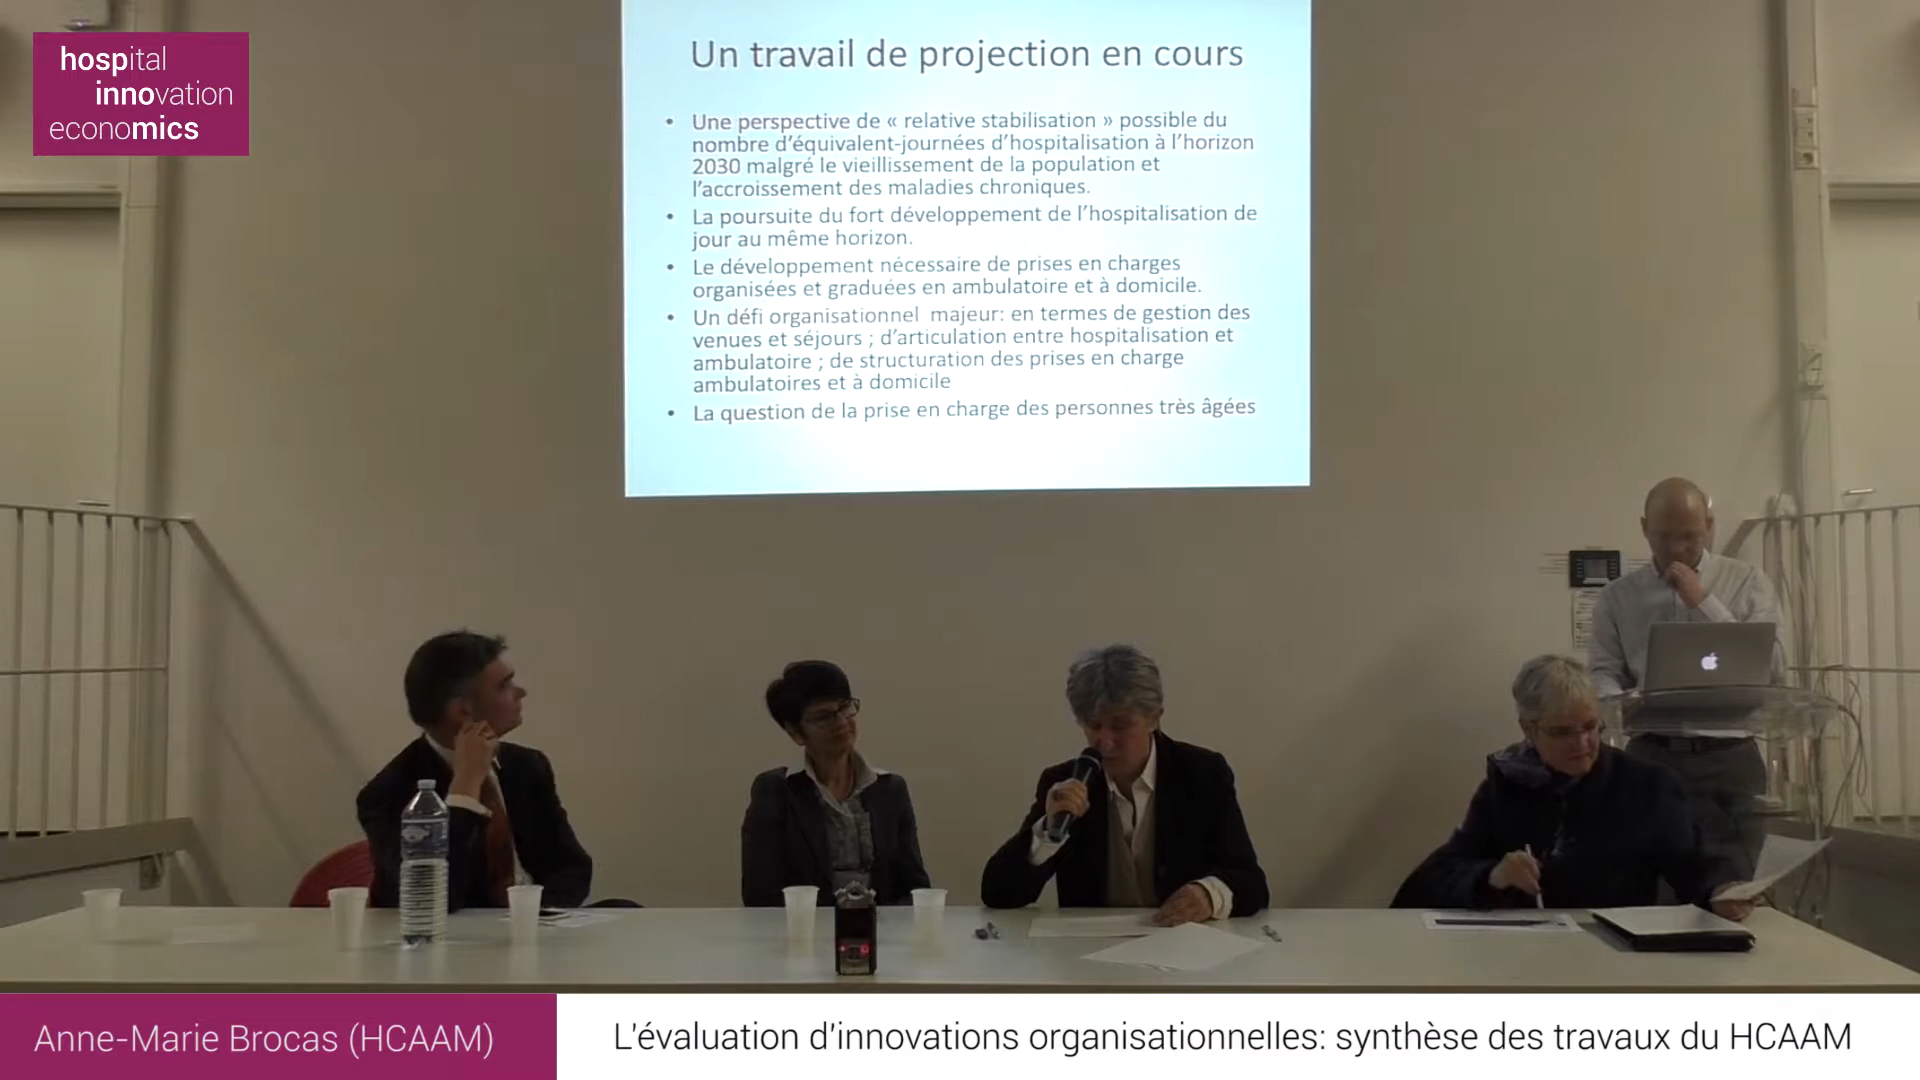 hospital
innovation
economics
Un travail de projection en cours
• Une perspective de « relative stabilisation » possible du
nombre d'équivalent-journées d'hospitalisation à l'horizon
2030 malgré le vieillissement de la population et
l'accroissement des maladies chroniques.
• La poursuite du fort développement de l'hospitalisation de
jour au même horizon.
• Le développement nécessaire de prises en charges
organisées et graduées en ambulatoire et à domicile.
• Un défi organisationnel majeur: en termes de gestion des
venues et séjours ; d'articulation entre hospitalisation et
ambulatoire ; de structuration des prises en charge
ambulatoires et à domicile
• La question de la prise en charge des personnes très âgées
Anne-Marie Brocas (HCAAM)
L'évaluation d'innovations organisationnelles: synthèse des travaux du HCAAM